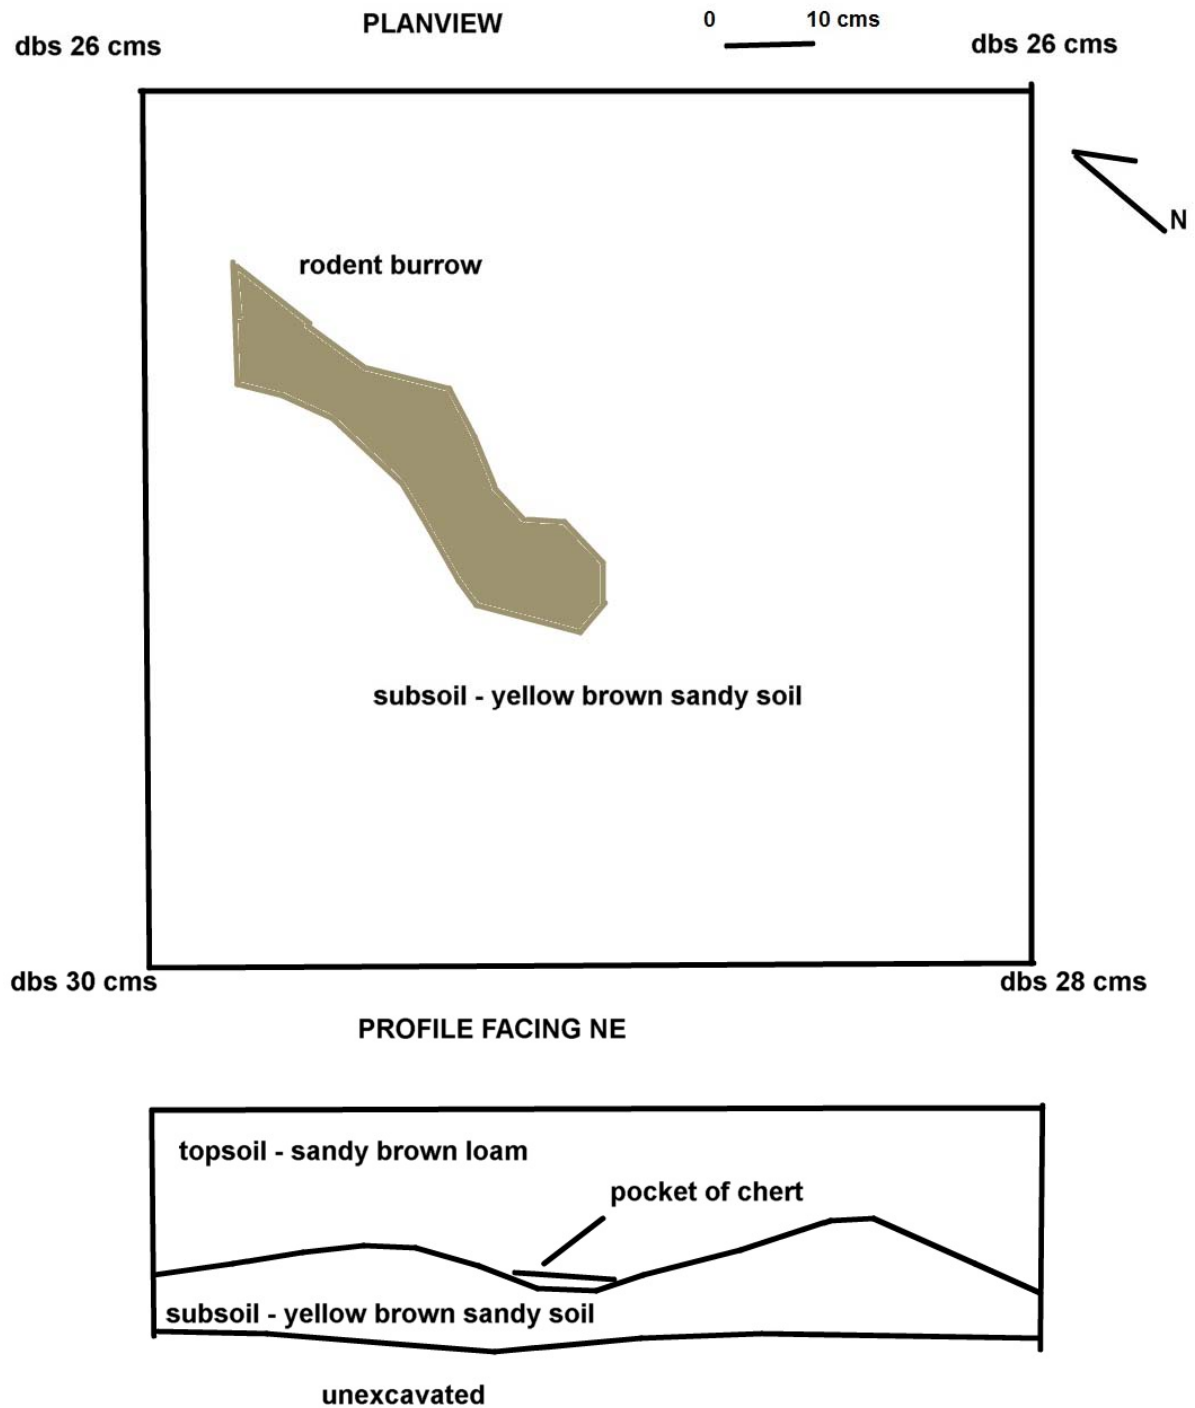 PLANVIEW
0 10 cms
dbs 26 cms
dbs 26 cms
N
rodent burrow
subsoil - yellow brown sandy soil
dbs 30 cms
dbs 28 cms
PROFILE FACING NE
topsoil - sandy brown loam
pocket of chert
subsoil - yellow brown sandy soil
unexcavated